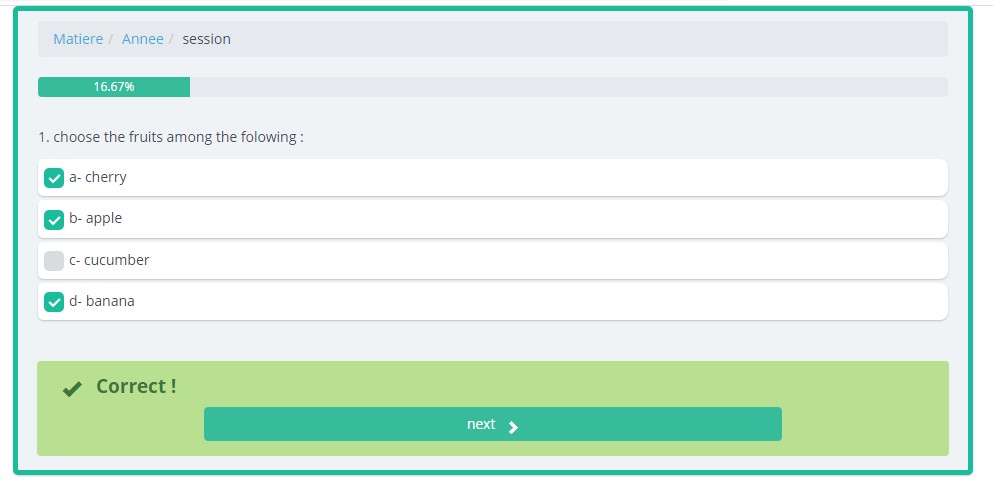 Matiere / Annee / session
16.67%
1. choose the fruits among the folowing :
a- cherry
b- apple
c- cucumber
d- banana
Correct !
next